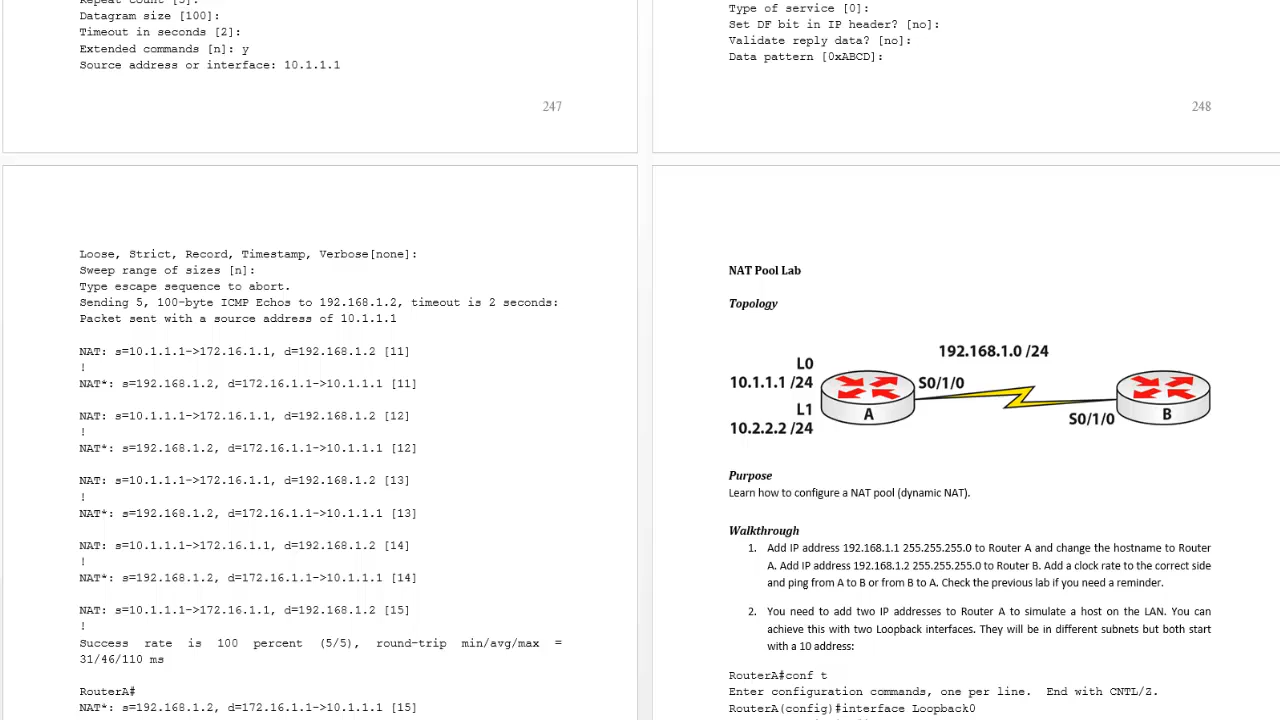 Repeat count [5]:
Datagram size [100]:
Timeout in seconds [2]:
Extended commands [n]: y
Source address or interface: 10.1.1.1
247
Type of service [0]:
Set DF bit in IP header? [no]:
Validate reply data? [no]:
Data pattern [0xABCD]:
248
Loose, Strict, Record, Timestamp, Verbose[none]:
Sweep range of sizes [n]:
Type escape sequence to abort.
Sending 5, 100-byte ICMP Echos to 192.168.1.2, timeout is 2 seconds:
Packet sent with a source address of 10.1.1.1
NAT: s=10.1.1.1->172.16.1.1, d=192.168.1.2 [11]
!
NAT*: s=192.168.1.2, d=172.16.1.1->10.1.1.1 [11]
NAT: s=10.1.1.1->172.16.1.1, d=192.168.1.2 [12]
!
NAT*: s=192.168.1.2, d=172.16.1.1->10.1.1.1 [12]
NAT: s=10.1.1.1->172.16.1.1, d=192.168.1.2 [13]
!
NAT*: s=192.168.1.2, d=172.16.1.1->10.1.1.1 [13]
NAT: s=10.1.1.1->172.16.1.1, d=192.168.1.2 [14]
!
NAT*: s=192.168.1.2, d=172.16.1.1->10.1.1.1 [14]
NAT: s=10.1.1.1->172.16.1.1, d=192.168.1.2 [15]
!
Success rate is 100 percent (5/5), round-trip min/avg/max =
31/46/110 ms
RouterA#
NAT*: s=192.168.1.2, d=172.16.1.1->10.1.1.1 [15]
NAT Pool Lab
Topology
192.168.1.0 /24
L0
10.1.1.1 /24
S0/1/0
L1
10.2.2.2 /24
A
S0/1/0
B
Purpose
Learn how to configure a NAT pool (dynamic NAT).
Walkthrough
1. Add IP address 192.168.1.1 255.255.255.0 to Router A and change the hostname to Router
A. Add IP address 192.168.1.2 255.255.255.0 to Router B. Add a clock rate to the correct side
and ping from A to B or from B to A. Check the previous lab if you need a reminder.
2. You need to add two IP addresses to Router A to simulate a host on the LAN. You can
achieve this with two Loopback interfaces. They will be in different subnets but both start
with a 10 address:
RouterA#conf t
Enter configuration commands, one per line. End with CNTL/Z.
RouterA(config)#interface Loopback0